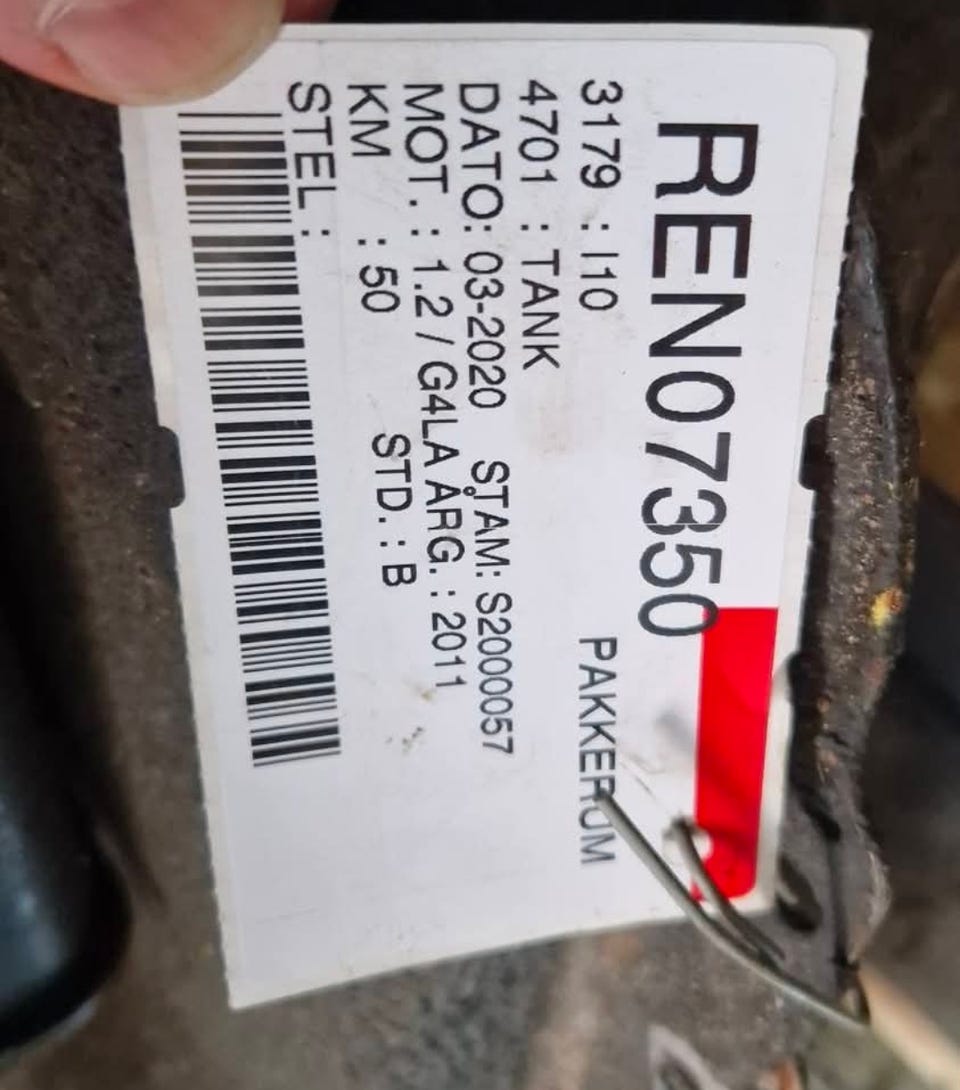 REN07350
3179 : I10 PAKKERUM
4701 : TANK
DATO: 03-2020 STAM: S2000057
MOT. : 1.2 / G4LA ÅRG. : 2011
KM : 50 STD. : B
STEL :